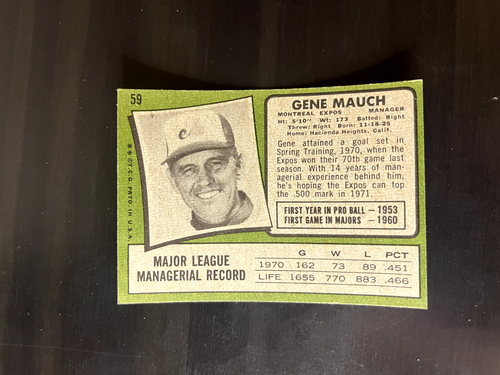 59
GENE MAUCH
MONTREAL EXPOS MANAGER
Ht: 5'10" Wt: 173 Batted: Right
Threw: Right Born: 11-18-25
Home: Hacienda Heights, Calif.
Gene attained a goal set in
Spring Training, 1970, when the
Expos won their 70th game last
season. With 14 years of man-
agerial experience behind him,
he's hoping the Expos can top
the .500 mark in 1971.
FIRST YEAR IN PRO BALL — 1953
FIRST GAME IN MAJORS — 1960
★★ ©T.C.G. PRTD. IN U.S.A.
MAJOR LEAGUE
MANAGERIAL RECORD
G W L PCT
1970 162 73 89 .451
LIFE 1655 770 883 .466